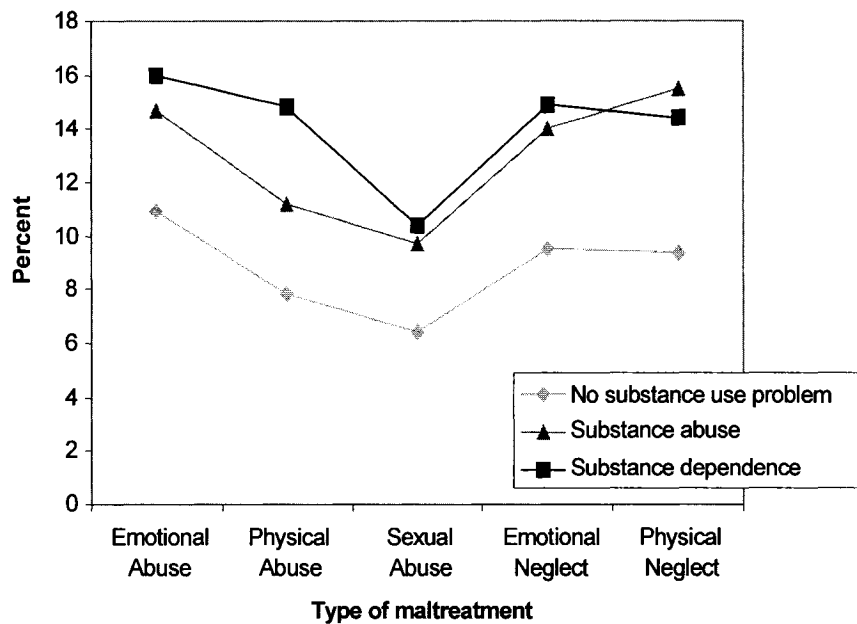 18
16
14
12
10
8
6
4
2
0
Percent
No substance use problem
Substance abuse
Substance dependence
Emotional Abuse
Physical Abuse
Sexual Abuse
Emotional Neglect
Physical Neglect
Type of maltreatment